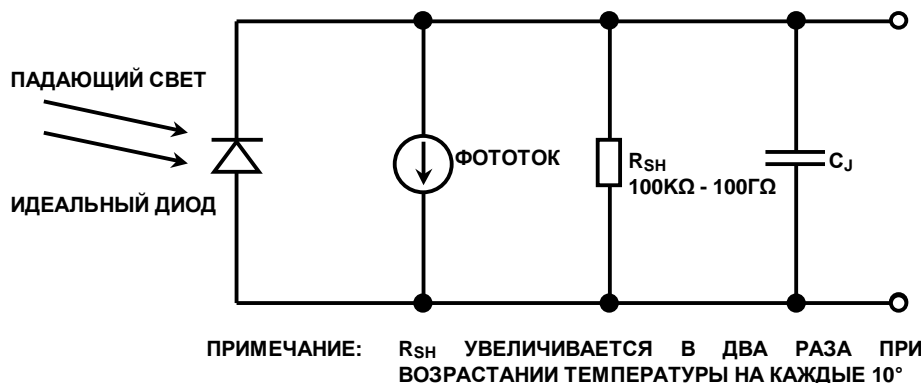 ПАДАЮЩИЙ СВЕТ
ИДЕАЛЬНЫЙ ДИОД
ФОТОТОК
RSH
100KΩ - 100ГΩ
CJ
ПРИМЕЧАНИЕ: RSH УВЕЛИЧИВАЕТСЯ В ДВА РАЗА ПРИ
ВОЗРАСТАНИИ ТЕМПЕРАТУРЫ НА КАЖДЫЕ 10°